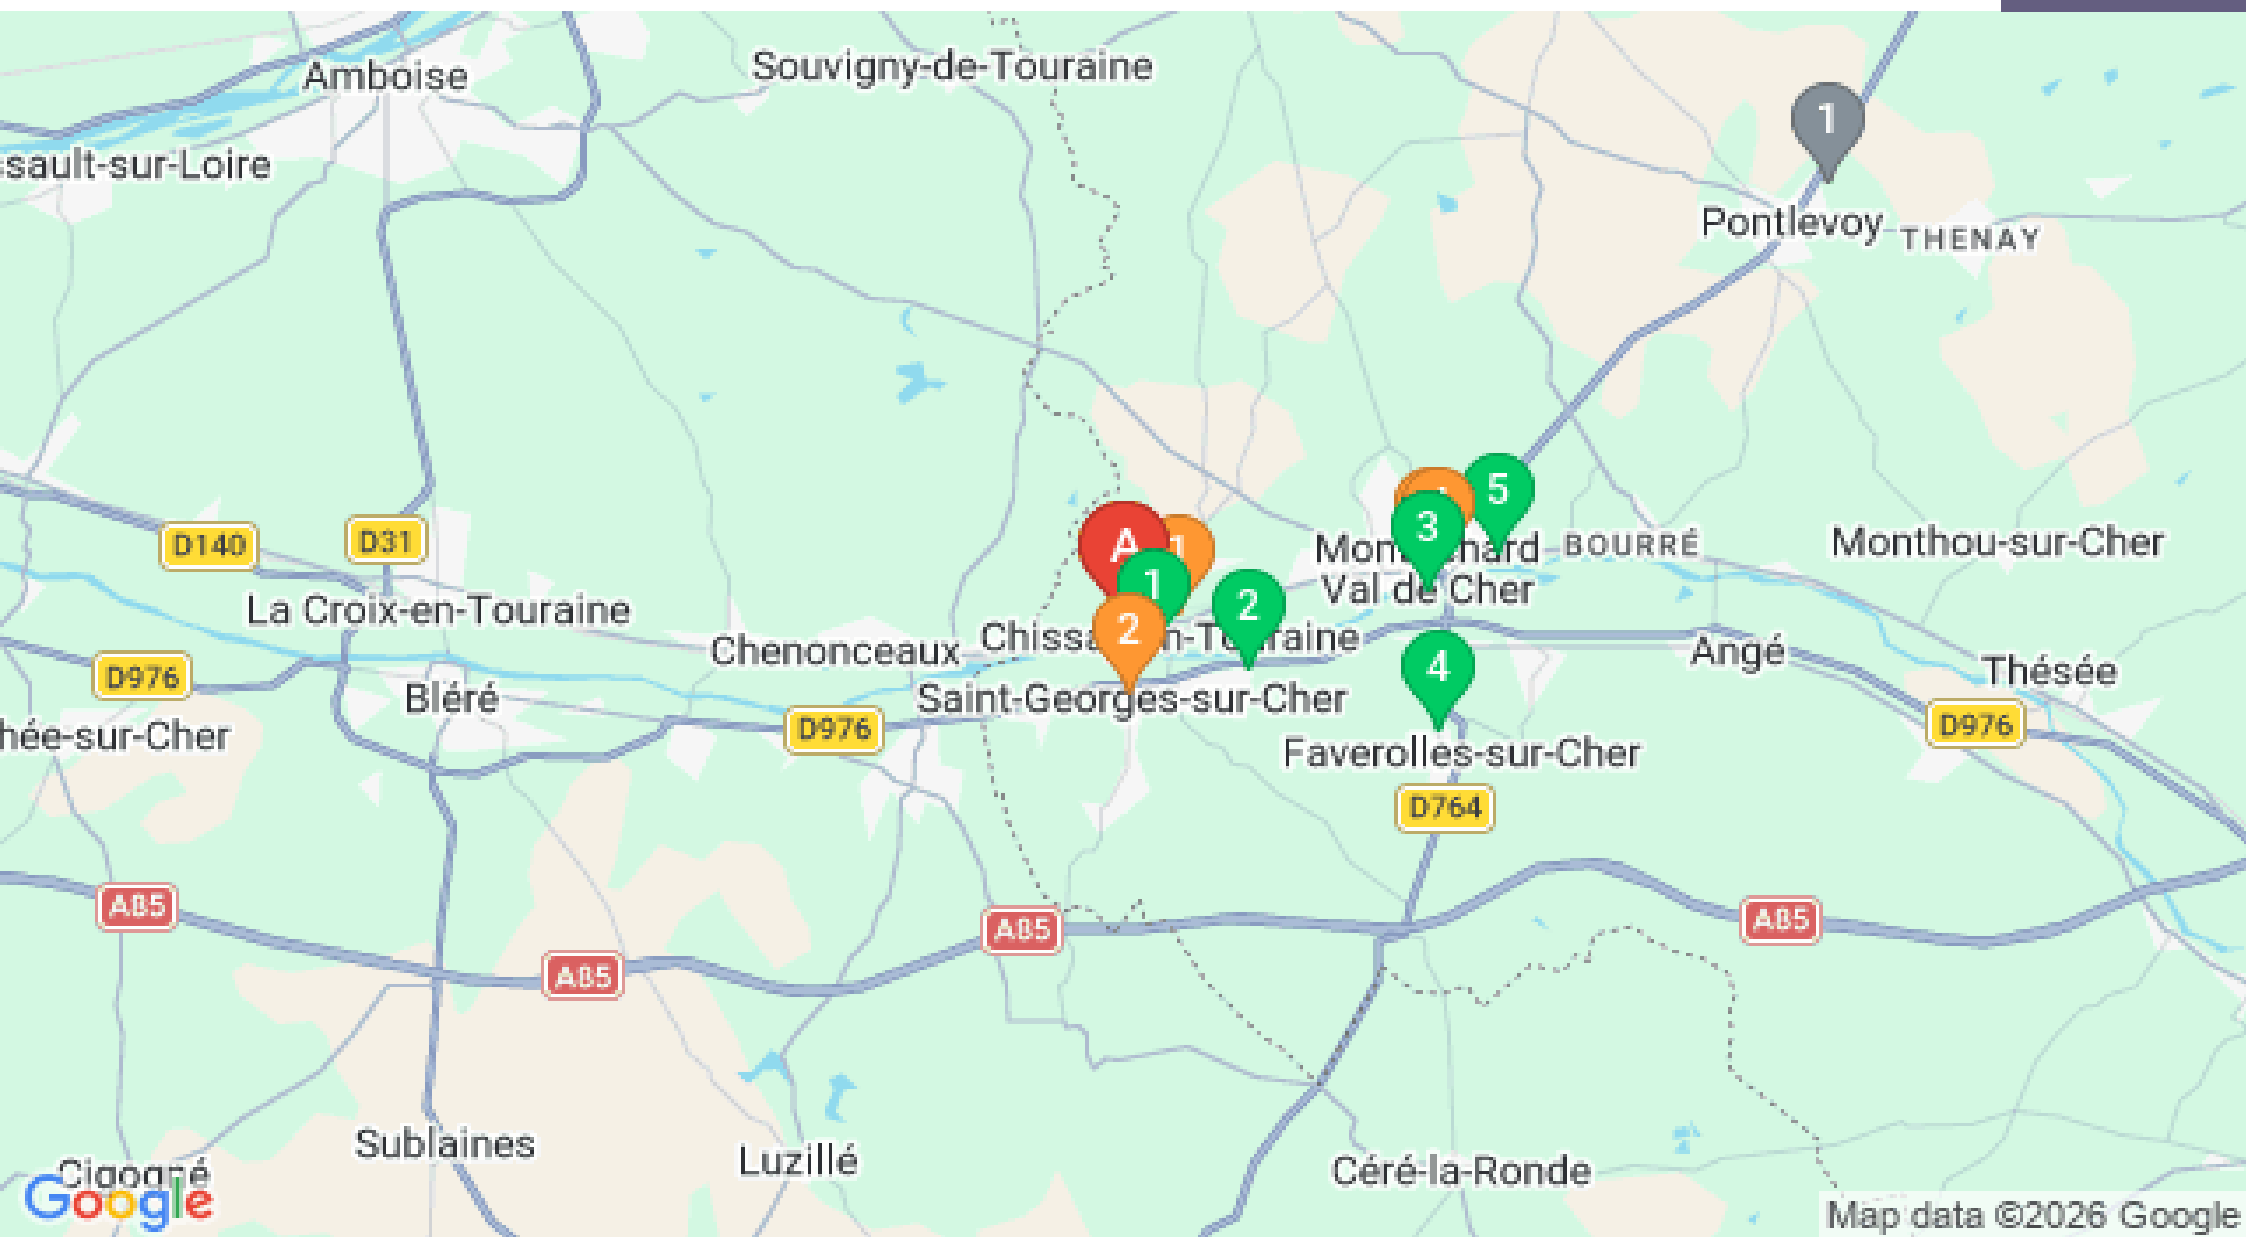 Souvigny-de-Touraine
Amboise
1
ssault-sur-Loire
Pontlevoy
THENAY
5
3
A
1
D140
D31
BOURRÉ
Monthou-sur-Cher
1
2
Val de Cher
La Croix-en-Touraine
2
Chenonceaux
4
Angé
Thésée
D976
Bléré
Saint-Georges-sur-Cher
D976
D976
hée-sur-Cher
Faverolles-sur-Cher
D764
A85
A85
A85
A85
Sublaines
Luzillé
Céré-la-Ronde
Cigogné
Google
Map data ©2026 Google